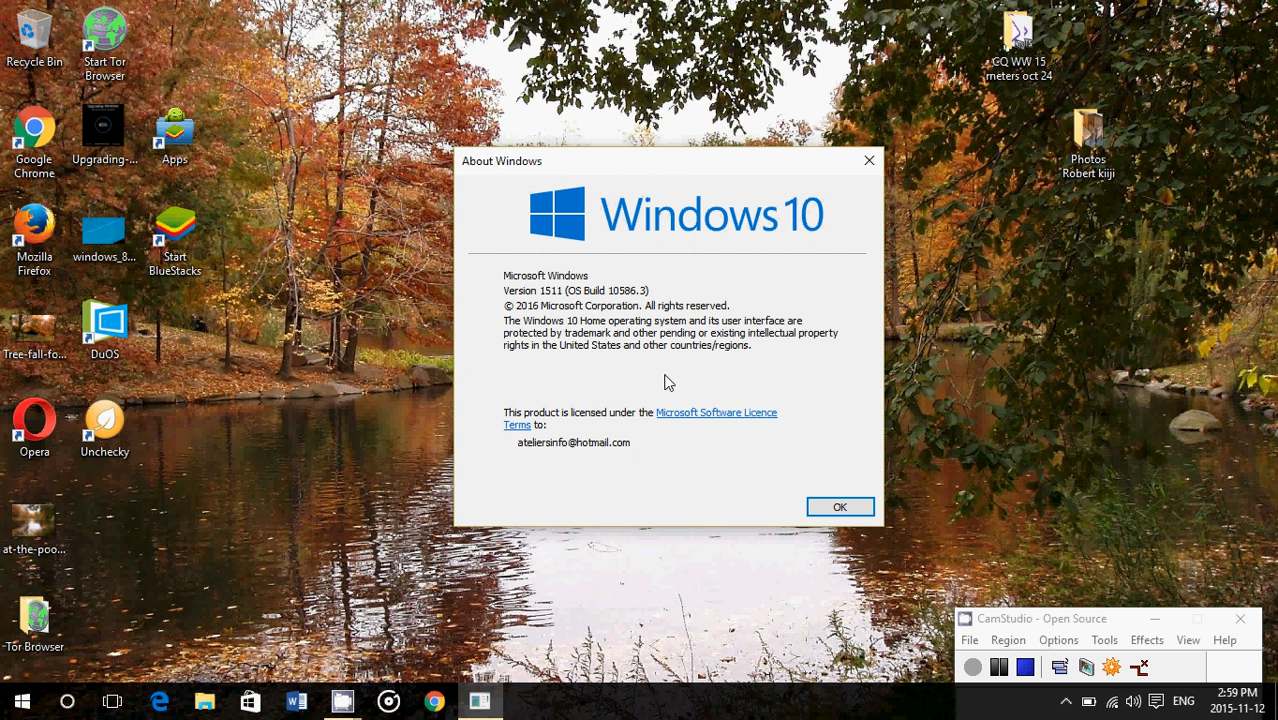 Recycle Bin
Start Tor
Browser
Google
Chrome
Upgrading-...
Apps
Mozilla
Firefox
windows_8...
Start
BlueStacks
Tree-fall-fo...
DuOS
Opera
Unchecky
at-the-poo...
Tor Browser
CQ WW 15
meters oct 24
Photos
Robert kiiji
About Windows
Windows 10
Microsoft Windows
Version 1511 (OS Build 10586.3)
© 2016 Microsoft Corporation. All rights reserved.
The Windows 10 Home operating system and its user interface are
protected by trademark and other pending or existing intellectual property
rights in the United States and other countries/regions.
This product is licensed under the Microsoft Software Licence
Terms to:
ateliersinfo@hotmail.com
OK
CamStudio - Open Source
File Region Options Tools Effects View Help
ENG
2:59 PM
2015-11-12